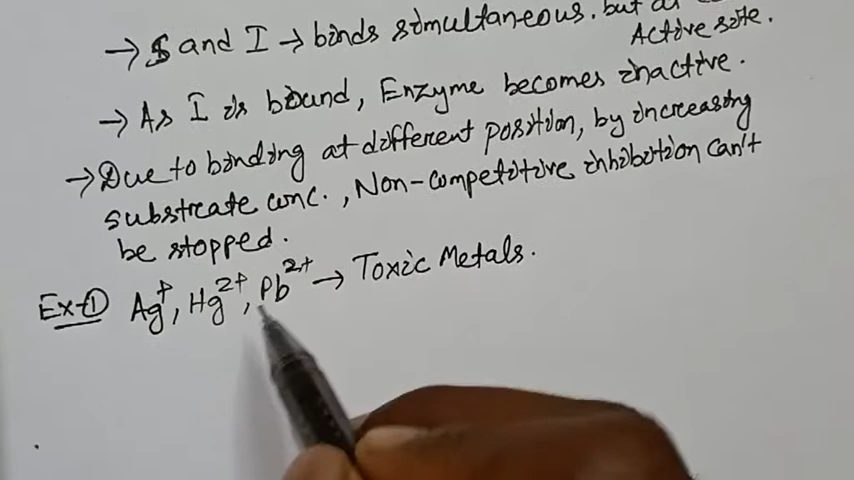 → S and I → binds simultaneous. but at
Active site.
→ As I is bound, Enzyme becomes inactive.
→ Due to binding at different position, by increasing
substrate conc., Non-competitive inhibition can't
be stopped.
Ex-① Ag⁺, Hg²⁺, Pb²⁺ → Toxic Metals.